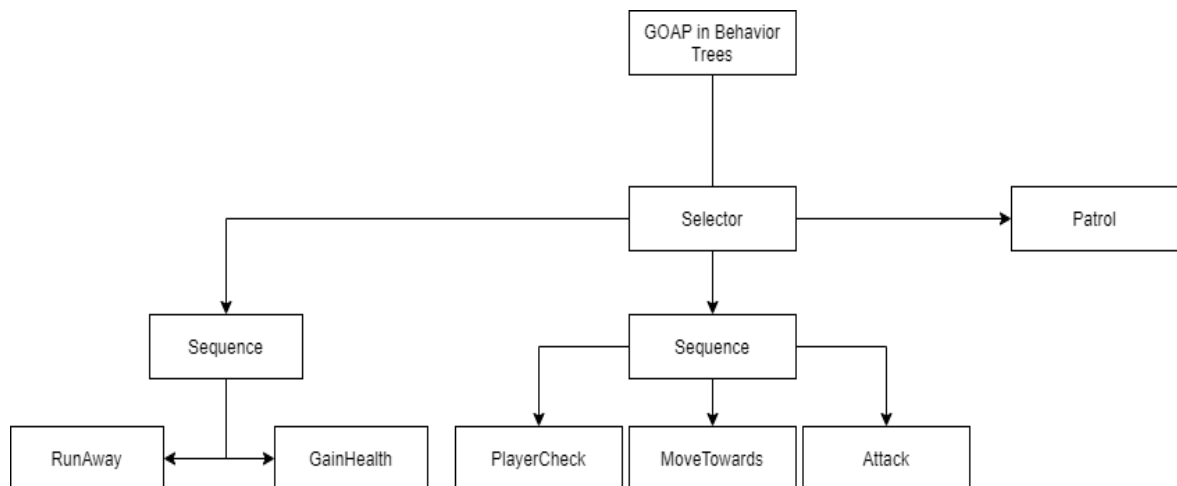 GOAP in Behavior
Trees
Selector
Patrol
Sequence
Sequence
RunAway
GainHealth
PlayerCheck
MoveTowards
Attack